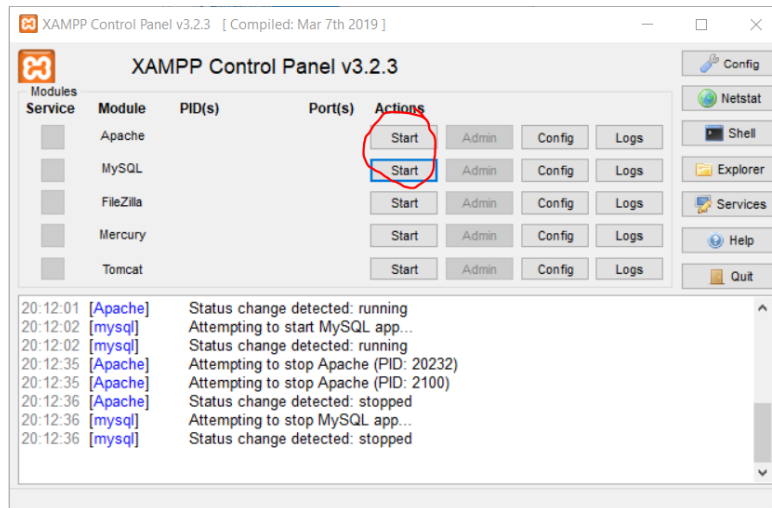 XAMPP Control Panel v3.2.3 [ Compiled: Mar 7th 2019 ]
XAMPP Control Panel v3.2.3
Config
Modules
Service Module PID(s) Port(s) Actions
Netstat
Apache Start Admin Config Logs
Shell
MySQL Start Admin Config Logs
Explorer
FileZilla Start Admin Config Logs
Services
Mercury Start Admin Config Logs
Help
Tomcat Start Admin Config Logs
Quit
20:12:01 [Apache] Status change detected: running
20:12:02 [mysql] Attempting to start MySQL app...
20:12:02 [mysql] Status change detected: running
20:12:35 [Apache] Attempting to stop Apache (PID: 20232)
20:12:35 [Apache] Attempting to stop Apache (PID: 2100)
20:12:36 [Apache] Status change detected: stopped
20:12:36 [mysql] Attempting to stop MySQL app...
20:12:36 [mysql] Status change detected: stopped